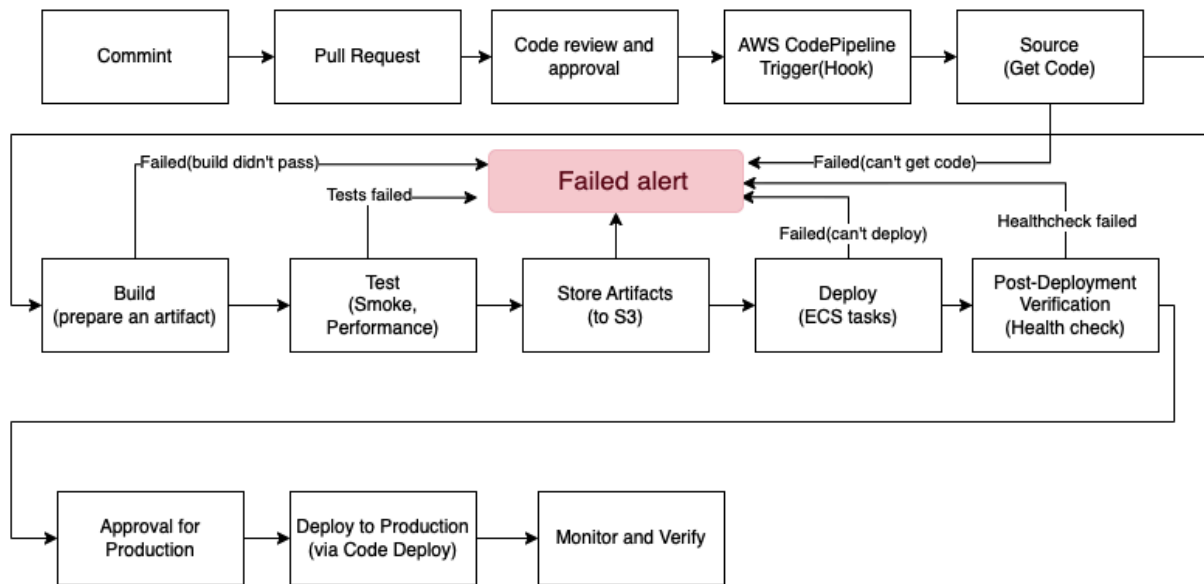 Commint
Pull Request
Code review and
approval
AWS CodePipeline
Trigger(Hook)
Source
(Get Code)
Failed(build didn't pass)
Failed alert
Failed(can't get code)
Tests failed
Healthcheck failed
Failed(can't deploy)
Build
(prepare an artifact)
Test
(Smoke,
Performance)
Store Artifacts
(to S3)
Deploy
(ECS tasks)
Post-Deployment
Verification
(Health check)
Approval for
Production
Deploy to Production
(via Code Deploy)
Monitor and Verify